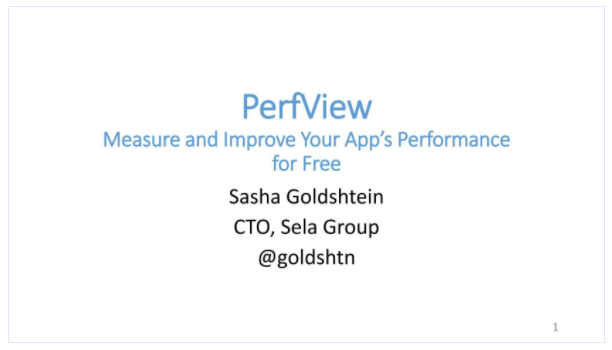 PerfView
Measure and Improve Your App’s Performance
for Free
Sasha Goldshtein
CTO, Sela Group
@goldshtn
1